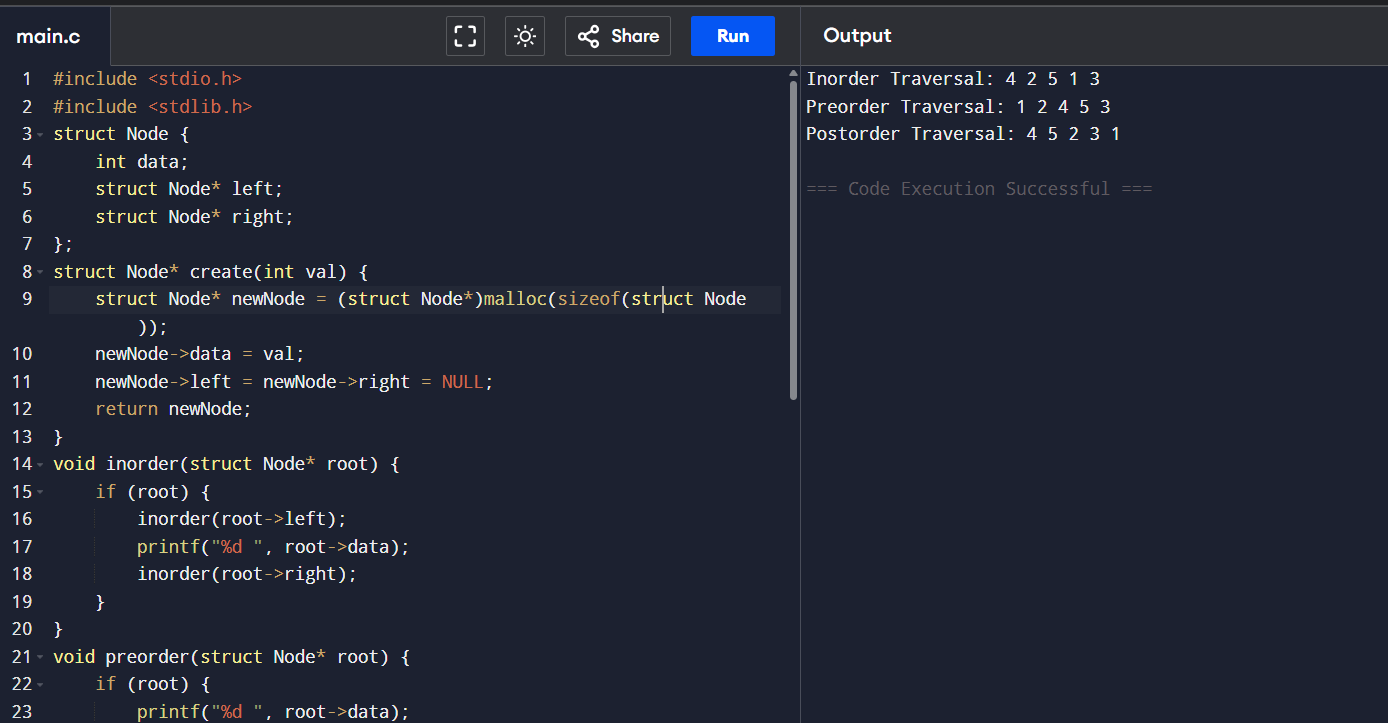 main.c
Share
Run
Output
1 #include <stdio.h>
2 #include <stdlib.h>
3 struct Node {
4     int data;
5     struct Node* left;
6     struct Node* right;
7 };
8 struct Node* create(int val) {
9     struct Node* newNode = (struct Node*)malloc(sizeof(struct Node
        ));
10     newNode->data = val;
11     newNode->left = newNode->right = NULL;
12     return newNode;
13 }
14 void inorder(struct Node* root) {
15     if (root) {
16         inorder(root->left);
17         printf("%d ", root->data);
18         inorder(root->right);
19     }
20 }
21 void preorder(struct Node* root) {
22     if (root) {
23         printf("%d ", root->data);
Inorder Traversal: 4 2 5 1 3
Preorder Traversal: 1 2 4 5 3
Postorder Traversal: 4 5 2 3 1
=== Code Execution Successful ===